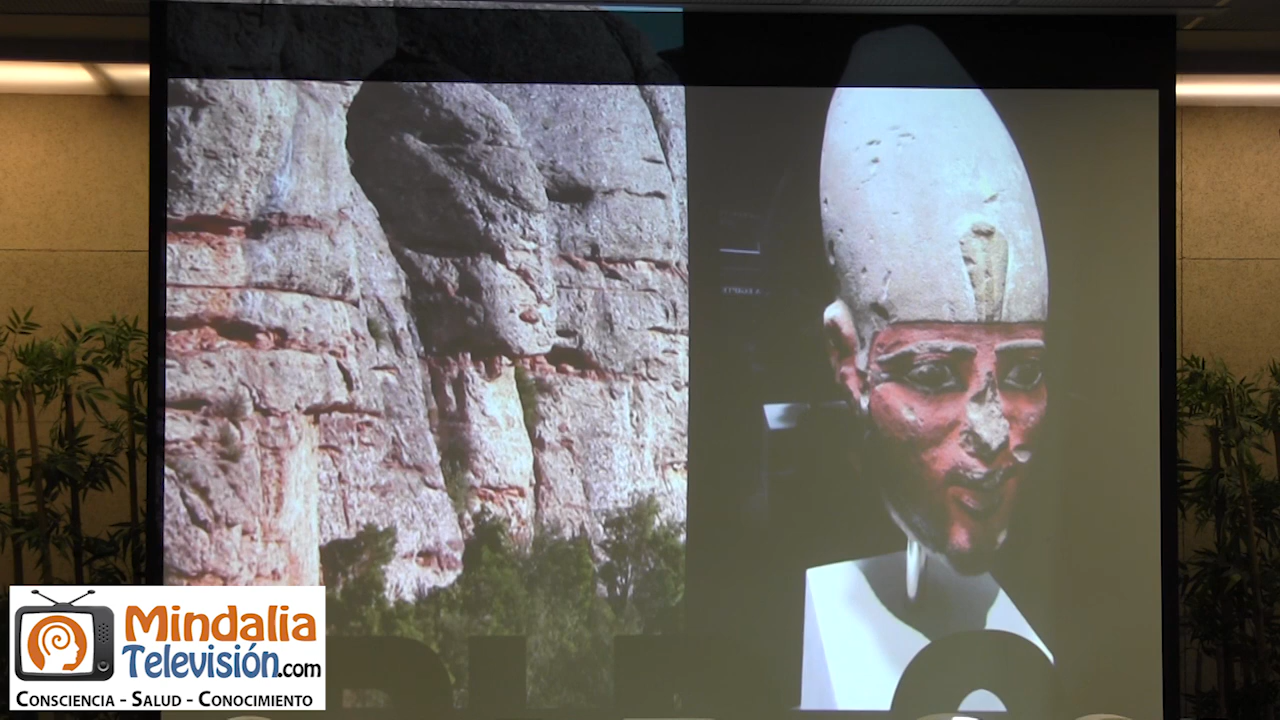 Mindalia
Televisión.com
Consciencia - Salud - Conocimiento